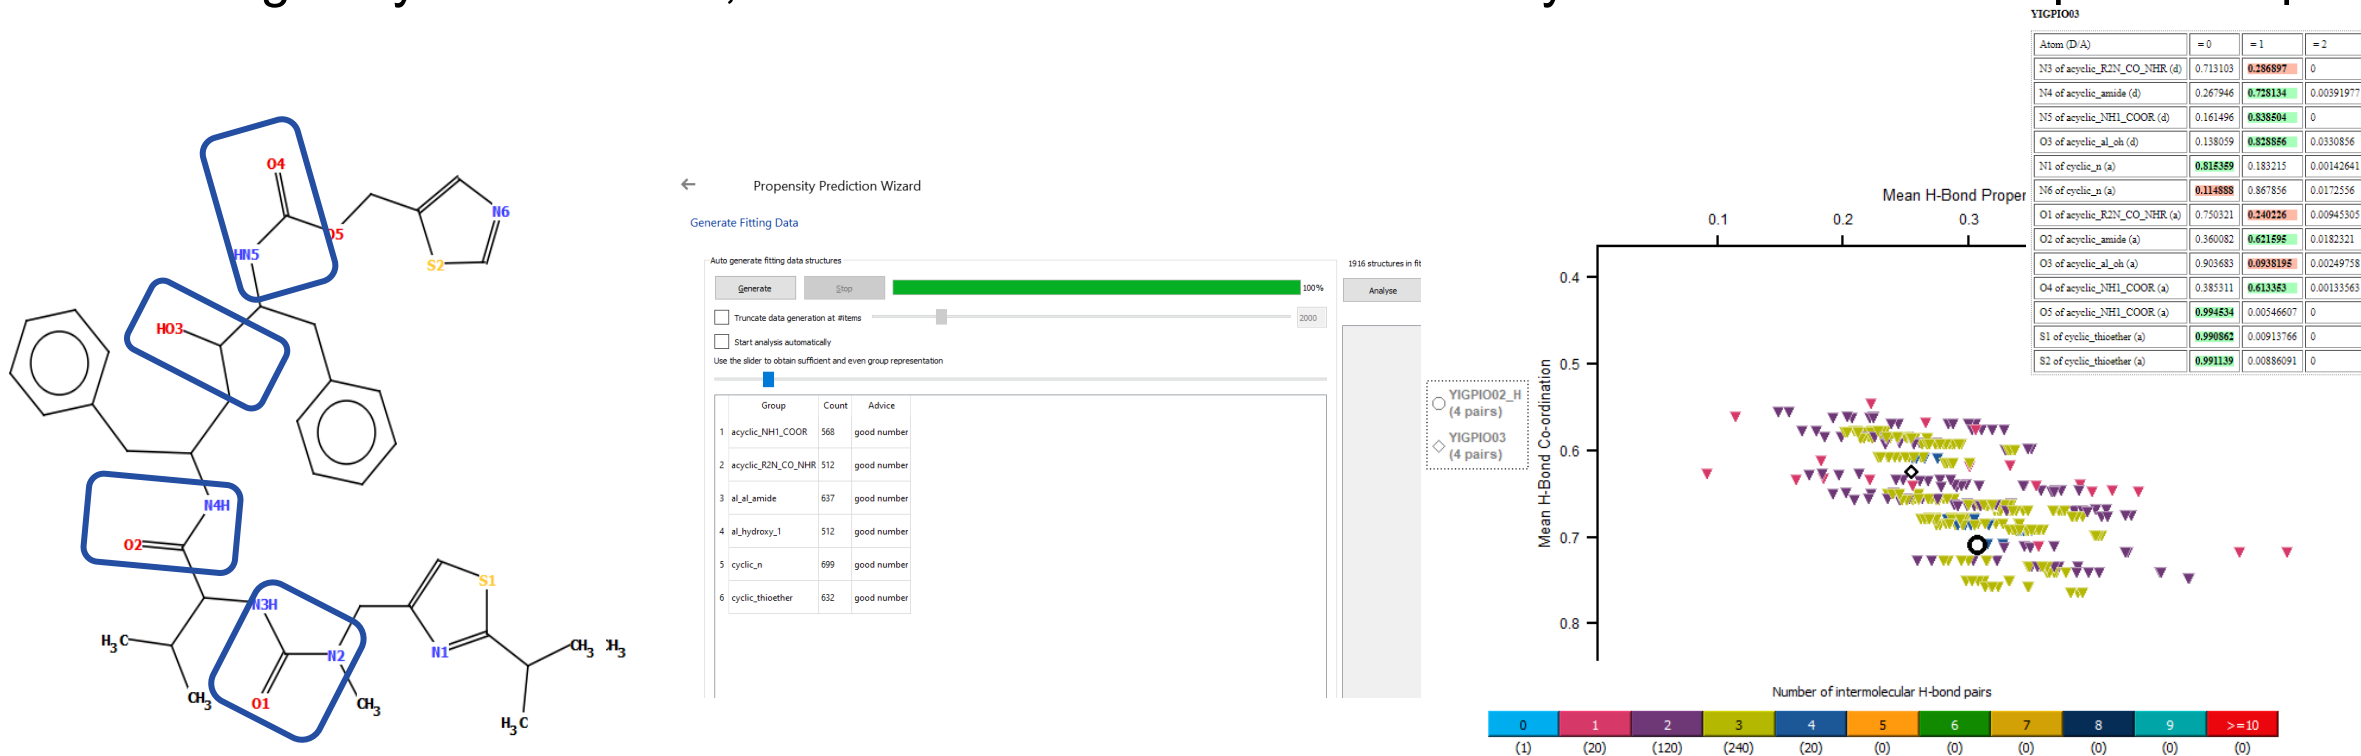 O4
N6
O5
HN5
S2
HO3
N4H
O2
S1
N3H
H3C
CH3
H3
N1
N2
CH3
O1
CH3
H3C
Propensity Prediction Wizard
Generate Fitting Data
Auto generate fitting data structures
Generate Stop 100%
Truncate data generation at #items 2000
Start analysis automatically
Use the slider to obtain sufficient and even group representation
Group Count Advice
1 acyclic_NH1_COOR 568 good number
2 acyclic_R2N_CO_NHR 512 good number
3 al_al_amide 637 good number
4 al_hydroxy_1 512 good number
5 cyclic_n 699 good number
6 cyclic_thioether 632 good number
1916 structures in fit
Analyse
YIGPIO02_H
(4 pairs)
YIGPIO03
(4 pairs)
Mean H-Bond Proper
0.1 0.2 0.3
Mean H-Bond Co-ordination
0.4
0.5
0.6
0.7
0.8
YIGPIO03
Atom (D/A) = 0 = 1 = 2
N3 of acyclic_R2N_CO_NHR (d) 0.713103 0.286897 0
N4 of acyclic_amide (d) 0.267946 0.728134 0.00391977
N5 of acyclic_NH1_COOR (d) 0.161496 0.838504 0
O3 of acyclic_al_oh (d) 0.138059 0.828856 0.0330856
N1 of cyclic_n (a) 0.815359 0.183215 0.00142641
N6 of cyclic_n (a) 0.114888 0.867856 0.0172556
O1 of acyclic_R2N_CO_NHR (a) 0.750321 0.240226 0.00945305
O2 of acyclic_amide (a) 0.360082 0.621595 0.0182321
O3 of acyclic_al_oh (a) 0.903683 0.0938195 0.00249758
O4 of acyclic_NH1_COOR (a) 0.385311 0.613353 0.00133563
O5 of acyclic_NH1_COOR (a) 0.994534 0.00546607 0
S1 of cyclic_thioether (a) 0.990862 0.00913766 0
S2 of cyclic_thioether (a) 0.991139 0.00886091 0
Number of intermolecular H-bond pairs
0 1 2 3 4 5 6 7 8 9 >=10
(1) (20) (120) (240) (20) (0) (0) (0) (0) (0) (0)